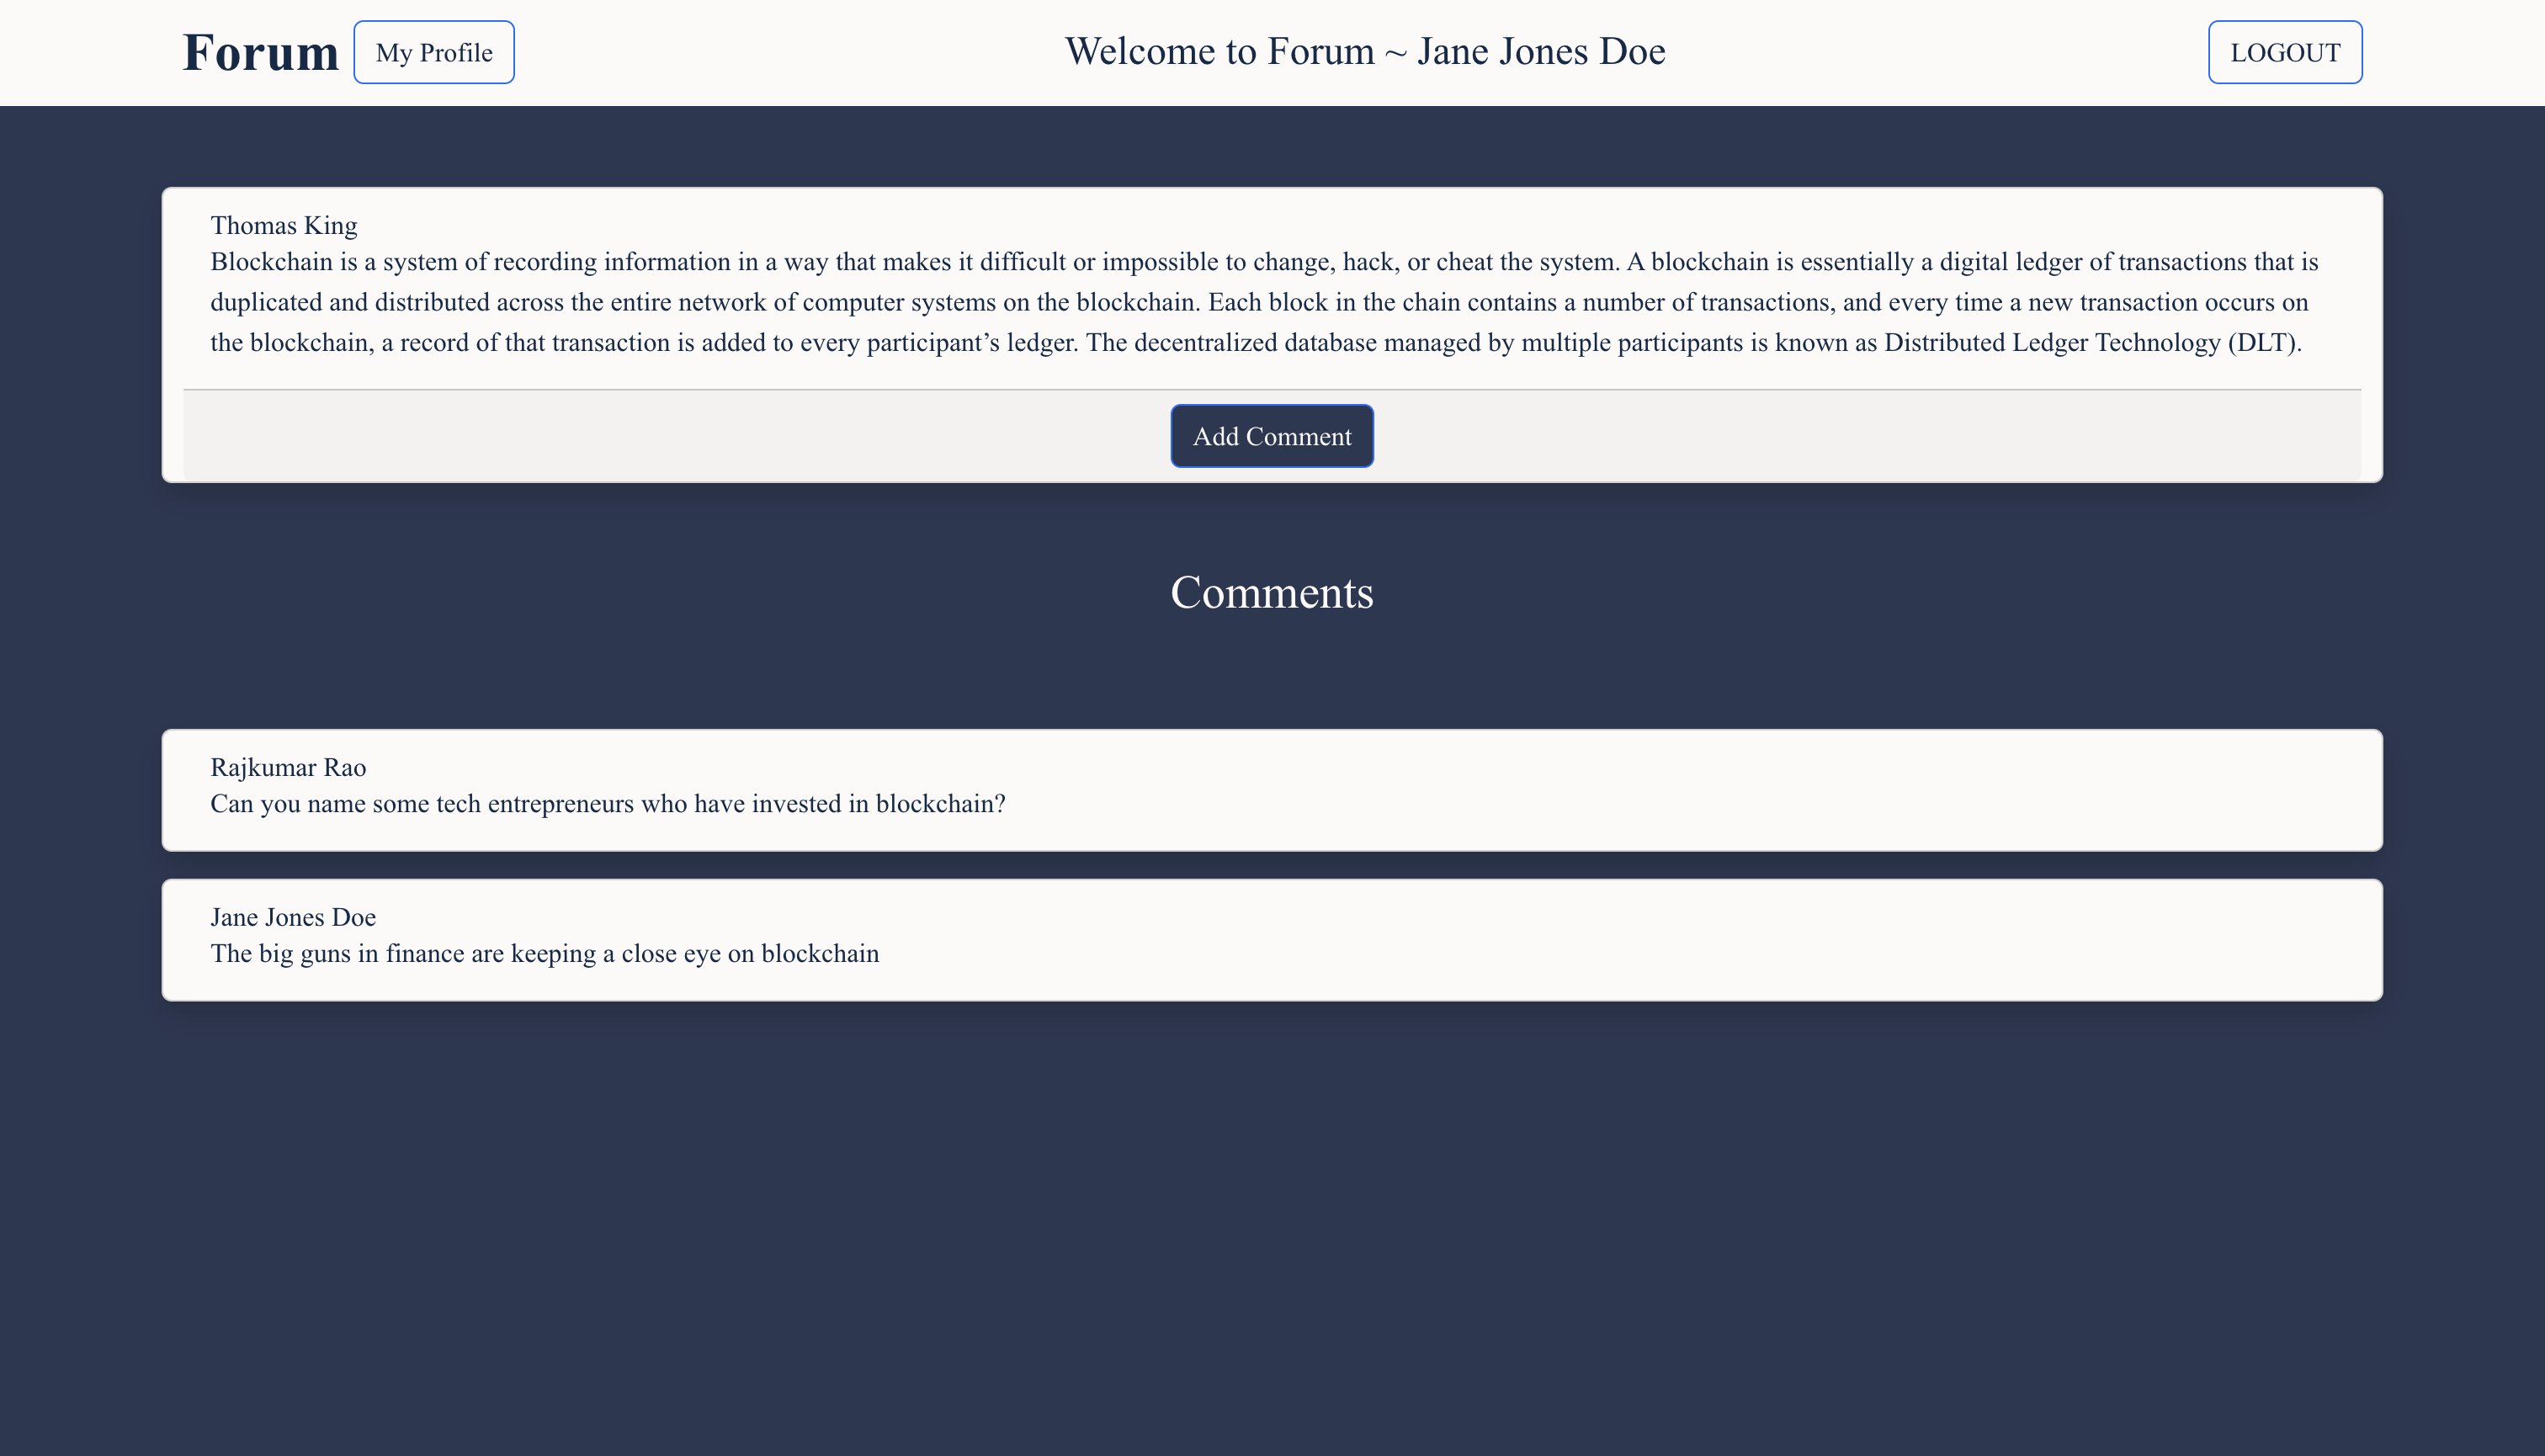 Forum My Profile Welcome to Forum ~ Jane Jones Doe LOGOUT
Thomas King
Blockchain is a system of recording information in a way that makes it difficult or impossible to change, hack, or cheat the system. A blockchain is essentially a digital ledger of transactions that is
duplicated and distributed across the entire network of computer systems on the blockchain. Each block in the chain contains a number of transactions, and every time a new transaction occurs on
the blockchain, a record of that transaction is added to every participant’s ledger. The decentralized database managed by multiple participants is known as Distributed Ledger Technology (DLT).
Add Comment
Comments
Rajkumar Rao
Can you name some tech entrepreneurs who have invested in blockchain?
Jane Jones Doe
The big guns in finance are keeping a close eye on blockchain